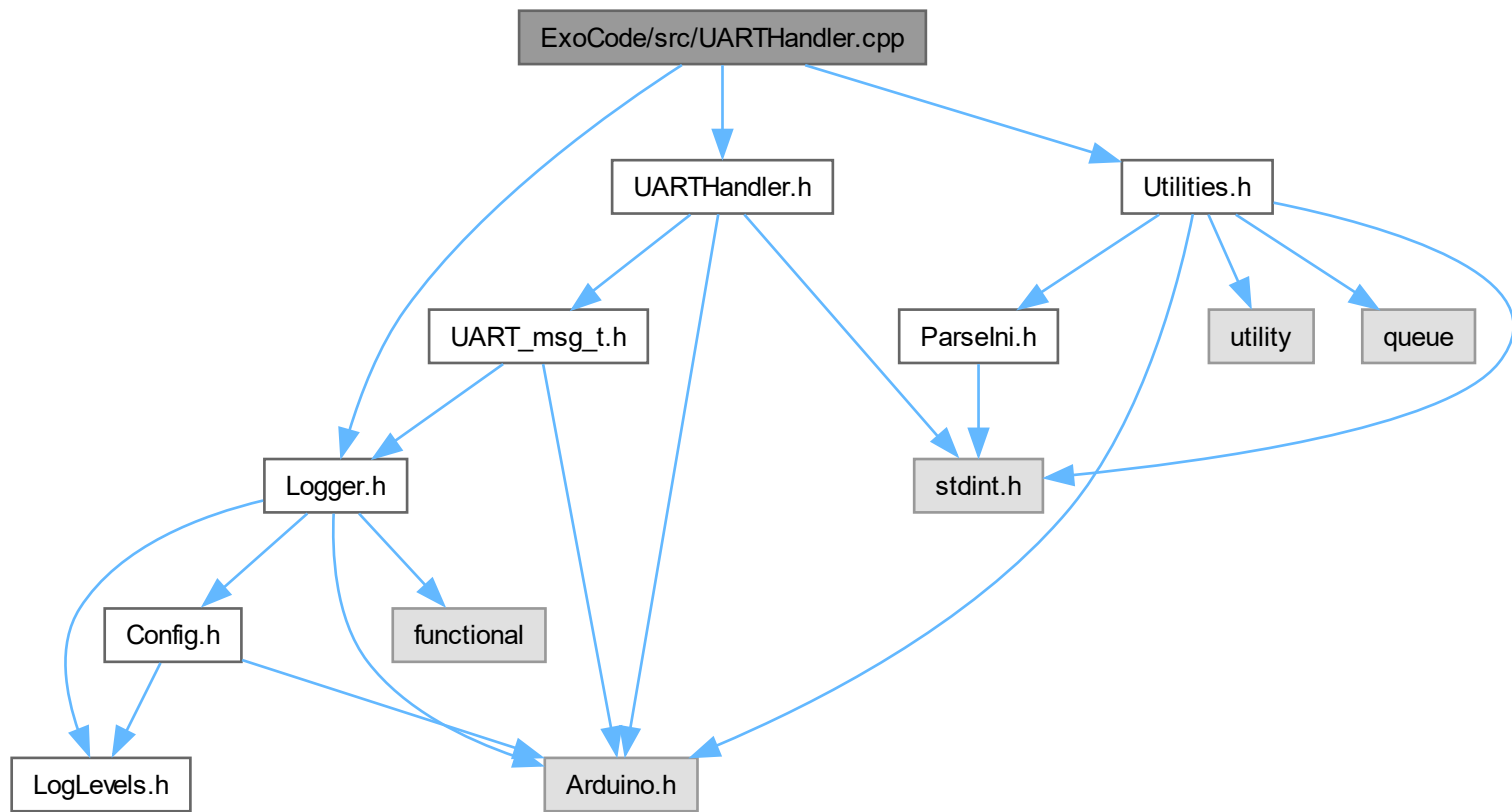 ExoCode/src/UARTHandler.cpp
UARTHandler.h
Utilities.h
UART_msg_t.h
ParseIni.h
utility
queue
Logger.h
stdint.h
Config.h
functional
LogLevels.h
Arduino.h